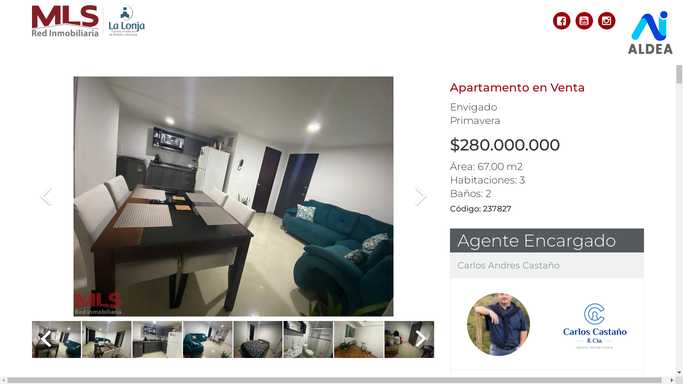 MLS
Red Inmobiliaria
La Lonja
ALDEA
Apartamento en Venta
Envigado
Primavera
$280.000.000
Área: 67.00 m2
Habitaciones: 3
Baños: 2
Código: 237827
Agente Encargado
Carlos Andres Castaño
Carlos Castaño
& Cia.
MLS
Red Inmobiliaria